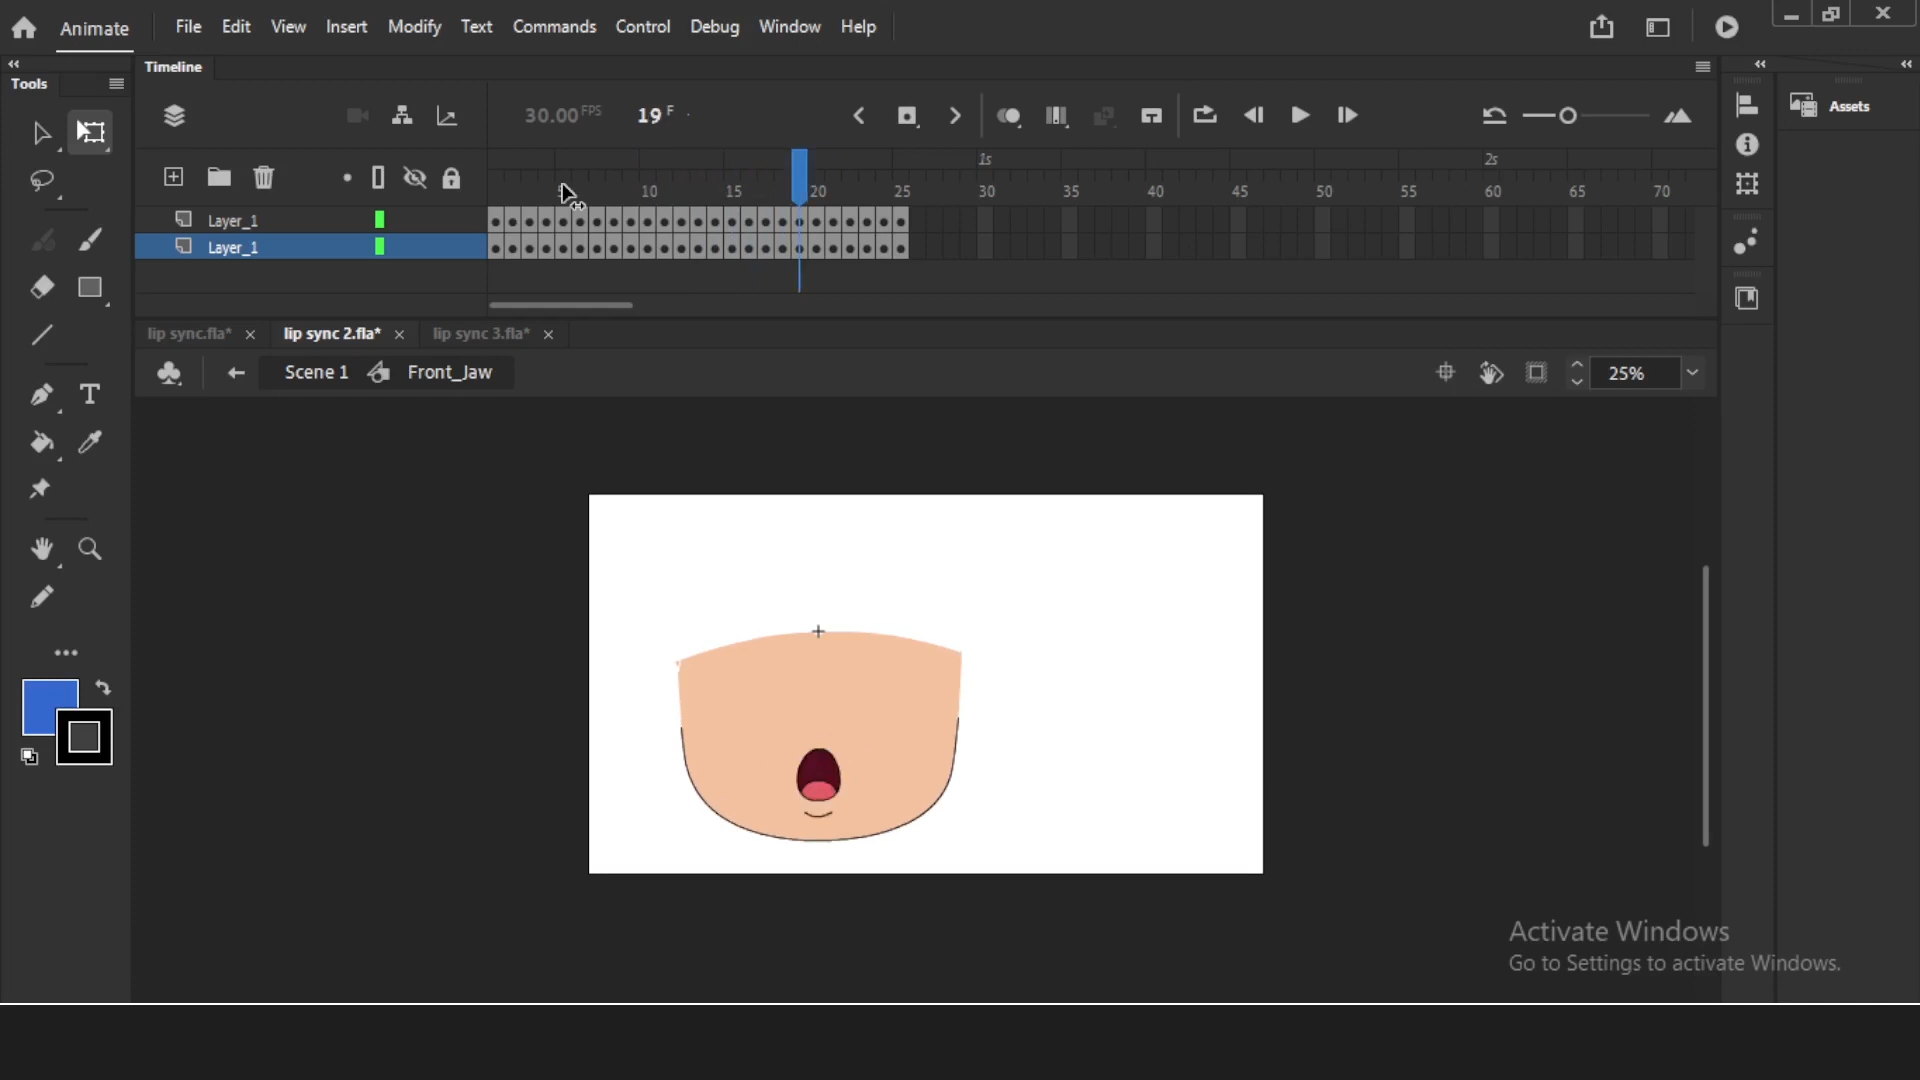 Animate File Edit View Insert Modify Text Commands Control Debug Window Help
Tools
Timeline
30.00 FPS 19 F
Assets
1s 2s
10 15 20 25 30 35 40 45 50 55 60 65 70
Layer_1
Layer_1
lip sync.fla* lip sync 2.fla* lip sync 3.fla*
Scene 1 Front_Jaw 25%
Activate Windows
Go to Settings to activate Windows.